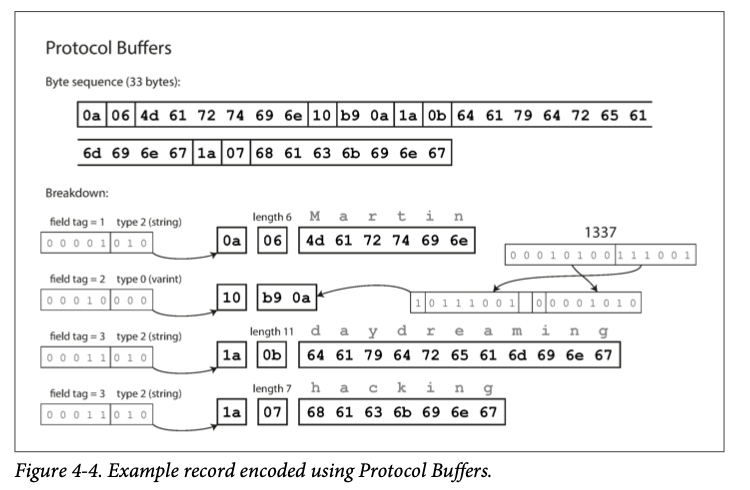 Protocol Buffers
Byte sequence (33 bytes):
0a 06 4d 61 72 74 69 6e 10 b9 0a 1a 0b 64 61 79 64 72 65 61
6d 69 6e 67 1a 07 68 61 63 6b 69 6e 67
Breakdown:
field tag = 1 type 2 (string) length 6 M a r t i n
0 0 0 0 1 0 1 0 0a 06 4d 61 72 74 69 6e
1337
0 0 0 1 0 1 0 0 1 1 1 0 0 1
field tag = 2 type 0 (varint)
0 0 0 1 0 0 0 0 10 b9 0a 1 0 1 1 1 0 0 1 0 0 0 0 1 0 1 0
field tag = 3 type 2 (string) length 11 d a y d r e a m i n g
0 0 0 1 1 0 1 0 1a 0b 64 61 79 64 72 65 61 6d 69 6e 67
field tag = 3 type 2 (string) length 7 h a c k i n g
0 0 0 1 1 0 1 0 1a 07 68 61 63 6b 69 6e 67
Figure 4-4. Example record encoded using Protocol Buffers.